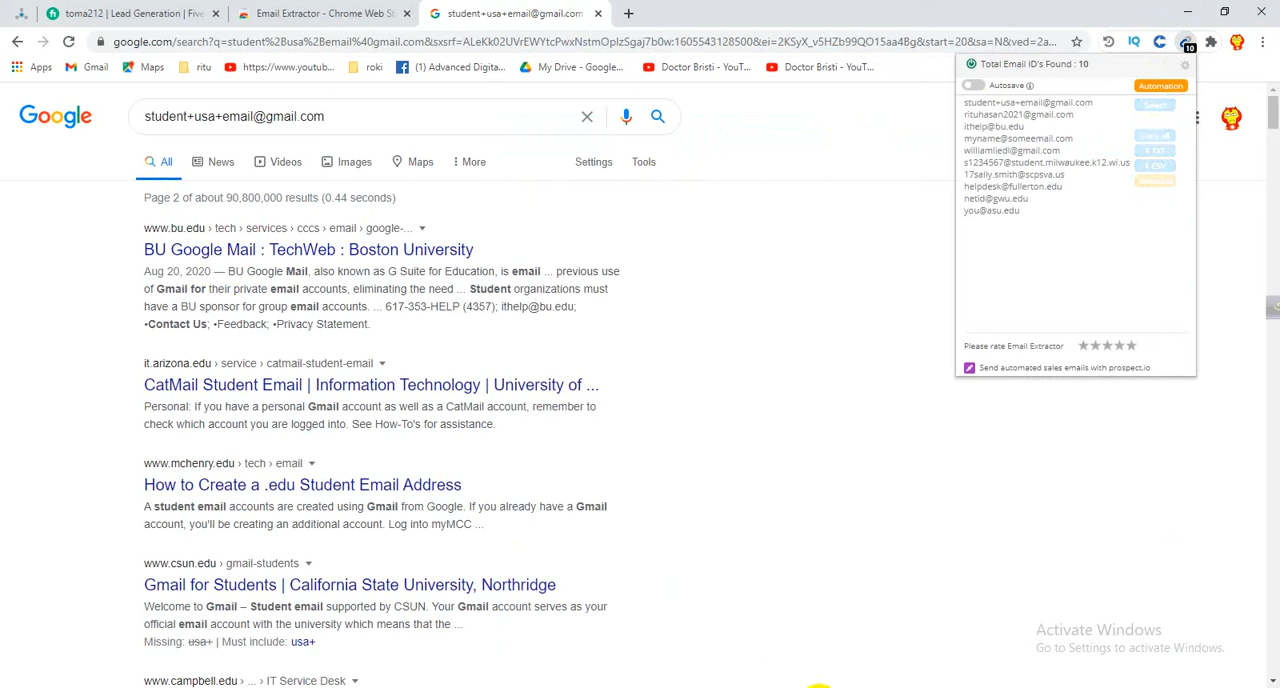 toma212 | Lead Generation | Five
Email Extractor - Chrome Web St
student+usa+email@gmail.com
google.com/search?q=student%2Busa%2Bemail%40gmail.com&sxsrf=ALeKk02UVrEWYtcPwxNstmOpIzSgaj7b0w:1605543128500&ei=2KSyX_v5HZb99QO15aa4Bg&start=20&sa=N&ved=2a...
Apps
Gmail
Maps
ritu
https://www.youtub...
roki
(1) Advanced Digita...
My Drive - Google...
Doctor Bristi - YouT...
Doctor Bristi - YouT...
10
Total Email ID's Found : 10
Autosave
Automation
student+usa+email@gmail.com
rituhasan2021@gmail.com
ithelp@bu.edu
myname@someemail.com
williamliedl@gmail.com
s1234567@student.milwaukee.k12.wi.us
17sally.smith@scpsva.us
helpdesk@fullerton.edu
netid@gwu.edu
you@asu.edu
Select
Copy all
TXT
CSV
Please rate Email Extractor
Send automated sales emails with prospect.io
Google
student+usa+email@gmail.com
All
News
Videos
Images
Maps
More
Settings
Tools
Page 2 of about 90,800,000 results (0.44 seconds)
www.bu.edu › tech › services › cccs › email › google-...
BU Google Mail : TechWeb : Boston University
Aug 20, 2020 — BU Google Mail, also known as G Suite for Education, is email ... previous use
of Gmail for their private email accounts, eliminating the need ... Student organizations must
have a BU sponsor for group email accounts. ... 617-353-HELP (4357); ithelp@bu.edu;
•Contact Us; •Feedback; •Privacy Statement.
it.arizona.edu › service › catmail-student-email
CatMail Student Email | Information Technology | University of ...
Personal: If you have a personal Gmail account as well as a CatMail account, remember to
check which account you are logged into. See How-To's for assistance.
www.mchenry.edu › tech › email
How to Create a .edu Student Email Address
A student email accounts are created using Gmail from Google. If you already have a Gmail
account, you'll be creating an additional account. Log into myMCC ...
www.csun.edu › gmail-students
Gmail for Students | California State University, Northridge
Welcome to Gmail – Student email supported by CSUN. Your Gmail account serves as your
official email account with the university which means that the ...
Missing: usa+ | Must include: usa+
www.campbell.edu › ... › IT Service Desk
Activate Windows
Go to Settings to activate Windows.